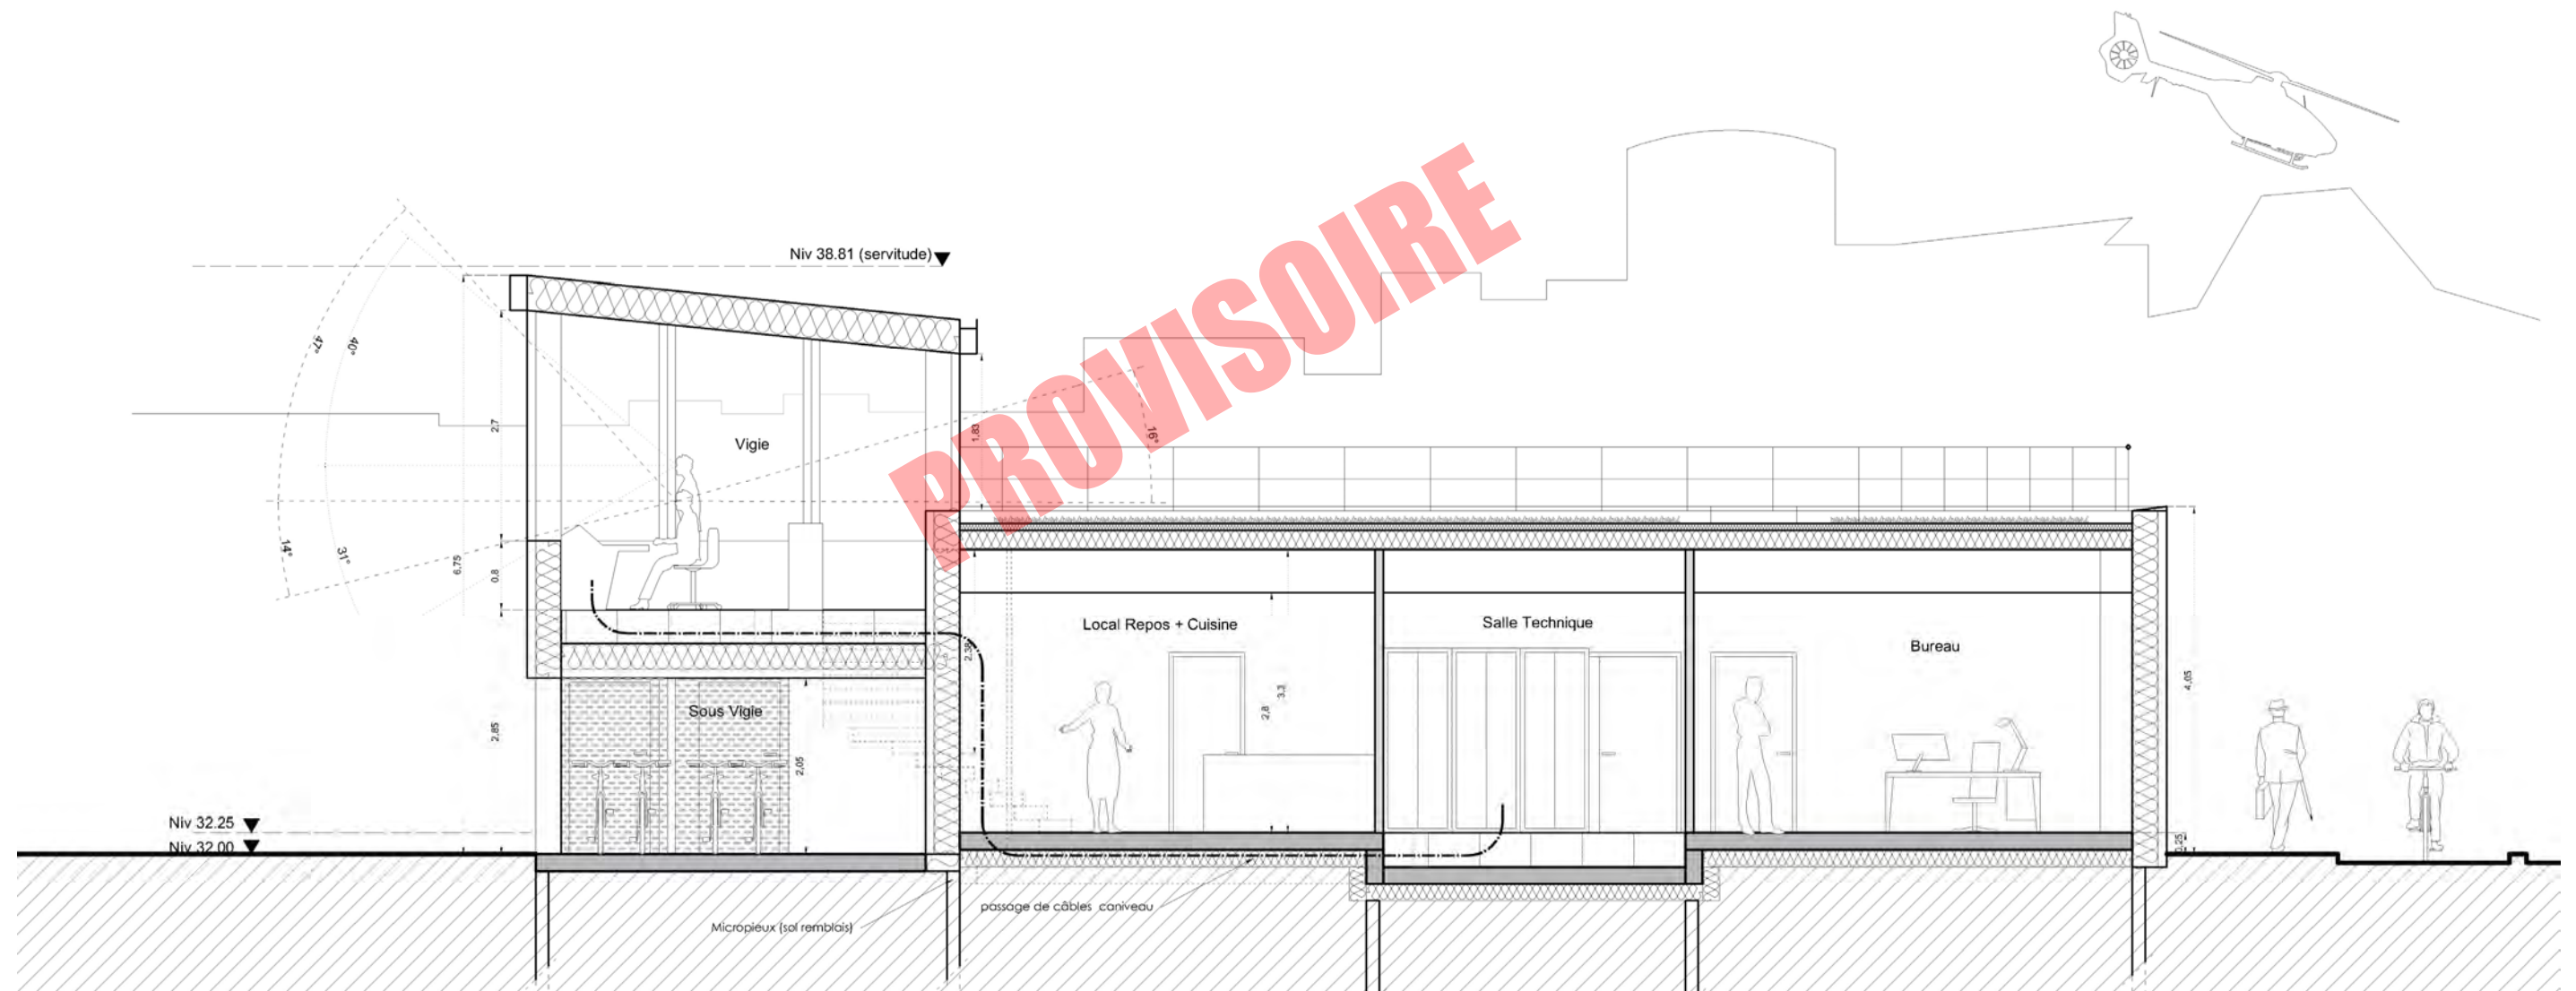 Niv 38.81 (servitude)
PROVISOIRE
47°
40°
2,7
Vigie
1,83
16°
14°
31°
6,75
0,8
Local Repos + Cuisine
Salle Technique
Bureau
2,85
Sous Vigie
2,05
2,8
3,3
4,05
Niv 32.25
Niv 32.00
0,25
passage de câbles caniveau
Micropieux (sol remblais)